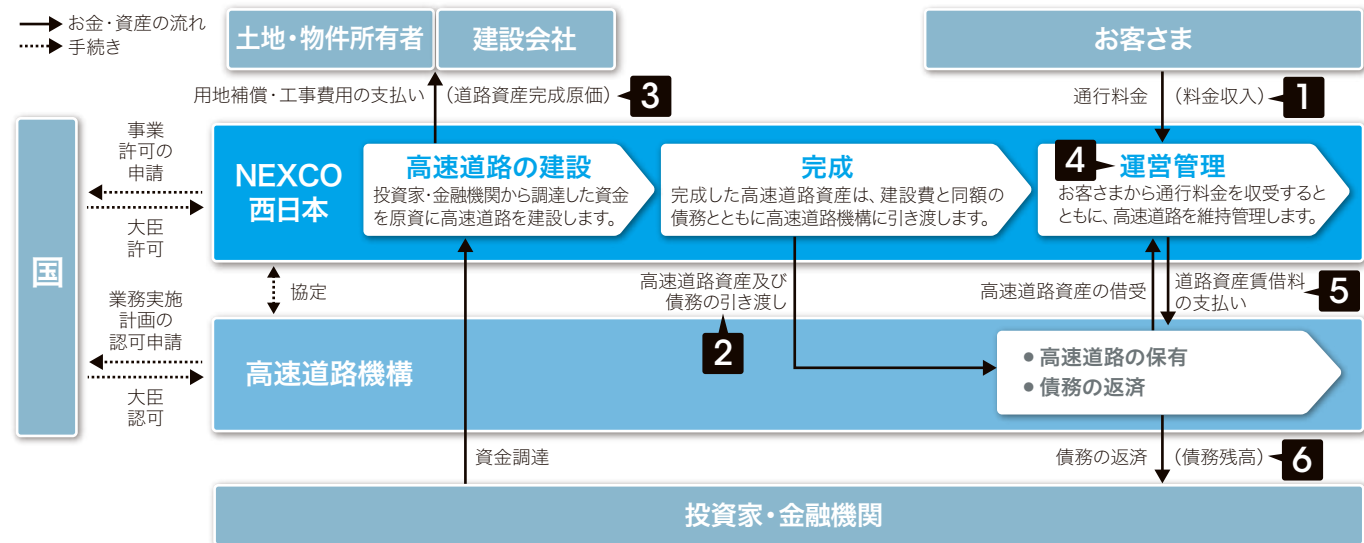 お金・資産の流れ
手続き
土地・物件所有者
建設会社
お客さま
用地補償・工事費用の支払い
(道路資産完成原価)
3
通行料金
(料金収入)
1
国
事業
許可の
申請
大臣
許可
NEXCO
西日本
高速道路の建設
投資家・金融機関から調達した資金
を原資に高速道路を建設します。
完成
完成した高速道路資産は、建設費と同額の
債務とともに高速道路機構に引き渡します。
4
運営管理
お客さまから通行料金を収受すると
ともに、高速道路を維持管理します。
協定
高速道路資産及び
債務の引き渡し
2
高速道路資産の借受
道路資産賃借料
の支払い
5
業務実施
計画の
認可申請
大臣
認可
高速道路機構
● 高速道路の保有
● 債務の返済
資金調達
債務の返済
(債務残高)
6
投資家・金融機関